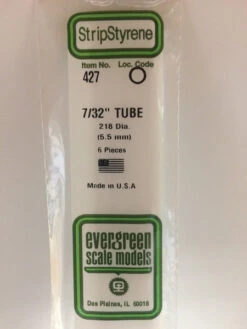 StripStyrene
Item No. Loc. Code
427
7/32" TUBE
.218 Dia.
(5.5 mm)
6 Pieces
Made in U.S.A
evergreen
scale models
Des Plaines, IL 60018